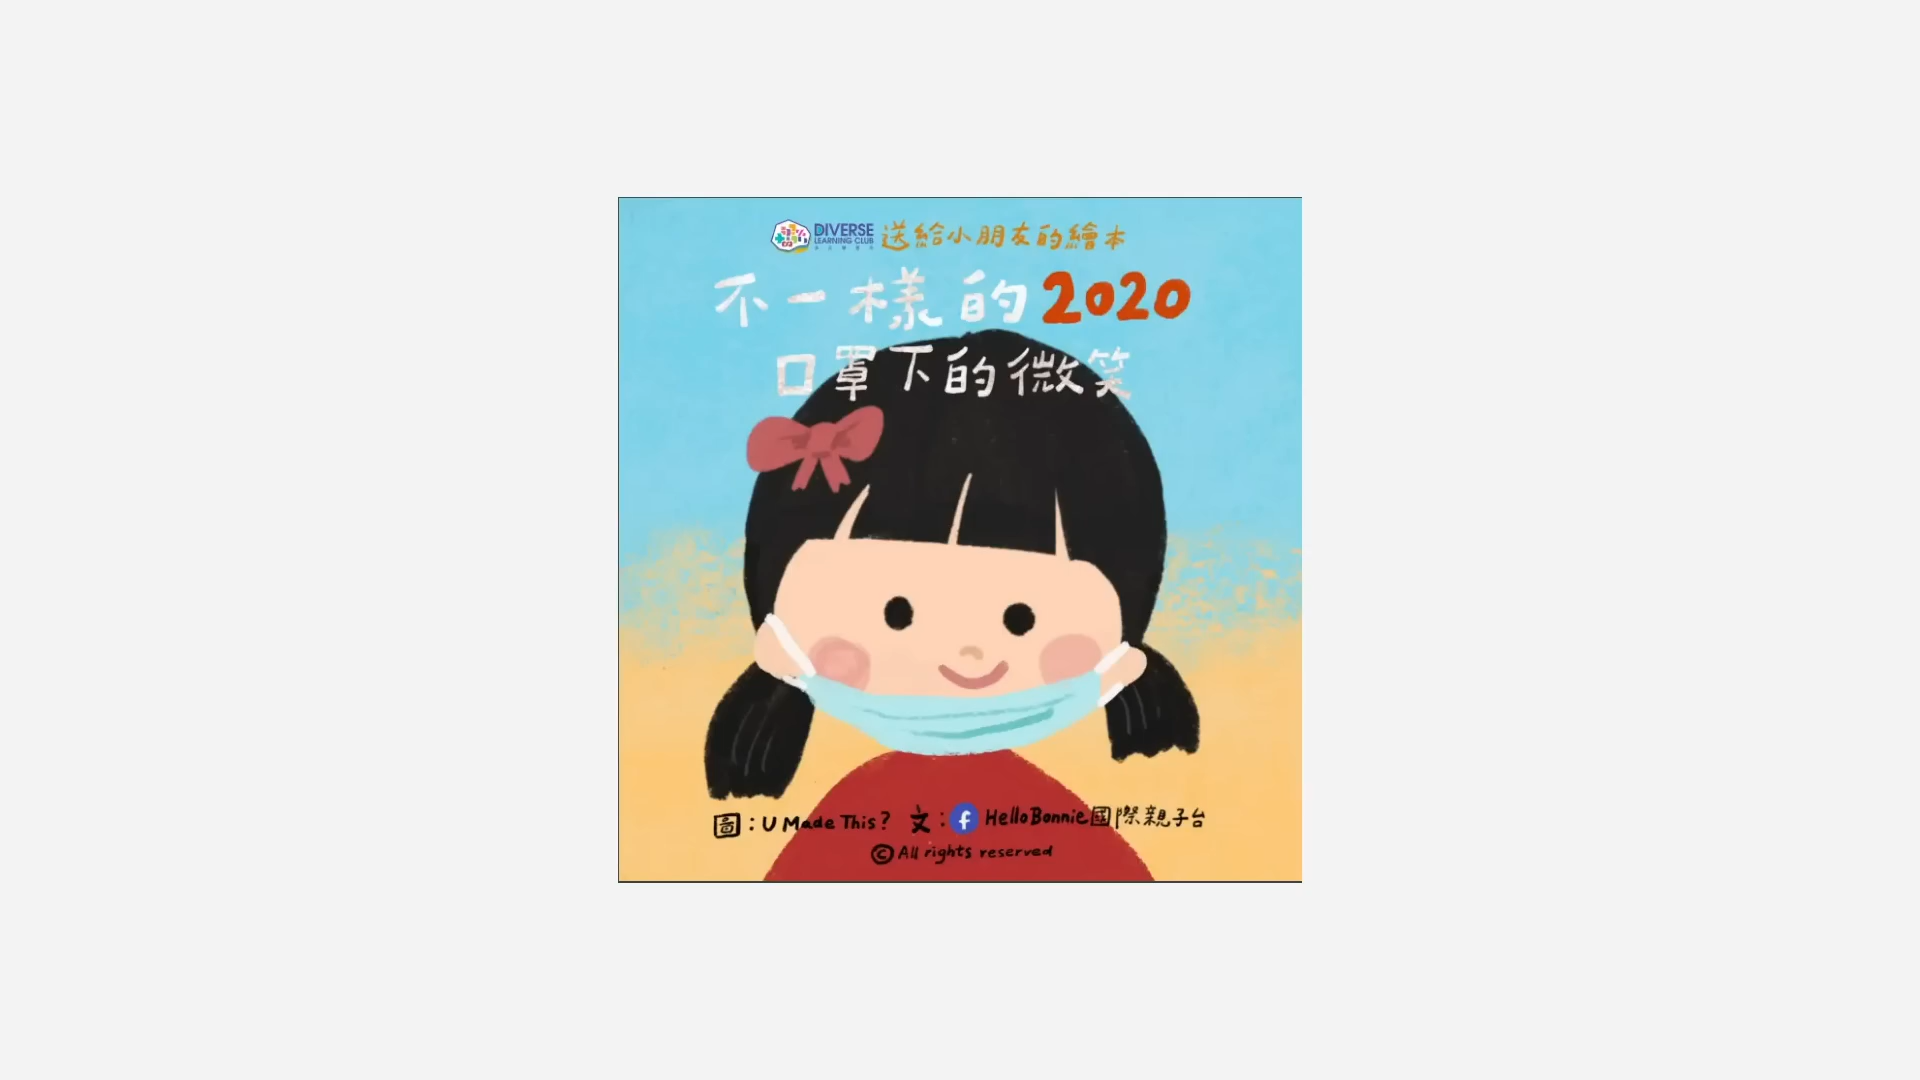 DIVERSE LEARNING CLUB 送給小朋友的繪本
不一樣的2020
口罩下的微笑
圖：U Made This? 文：f HelloBonnie國際親子台
© All rights reserved